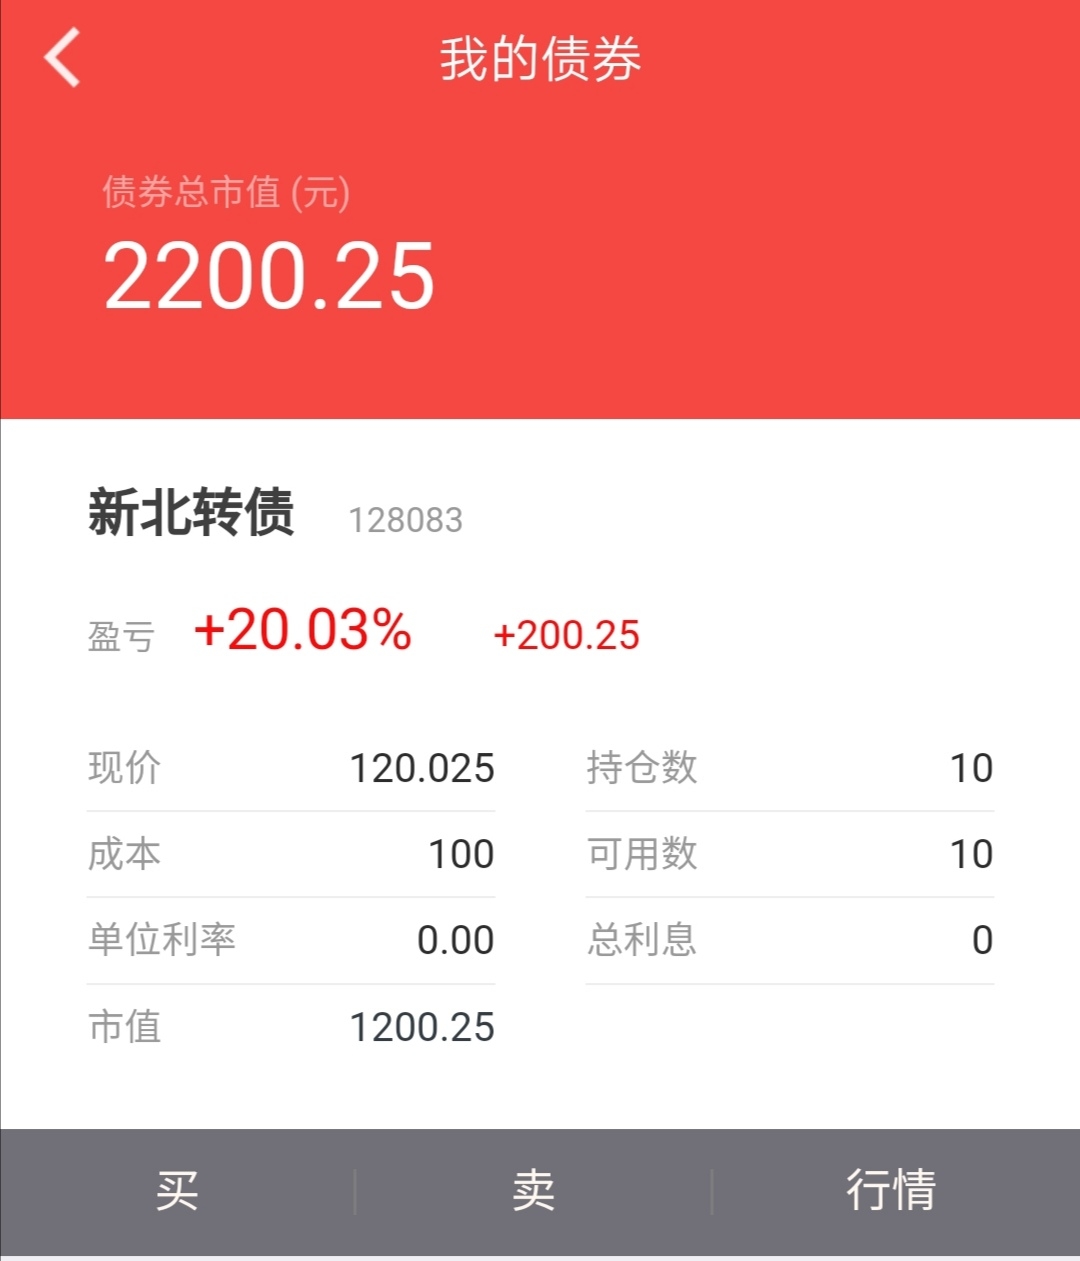 我的债券
债券总市值 (元)
2200.25
新北转债 128083
盈亏 +20.03% +200.25
现价 120.025 持仓数 10
成本 100 可用数 10
单位利率 0.00 总利息 0
市值 1200.25
买 卖 行情